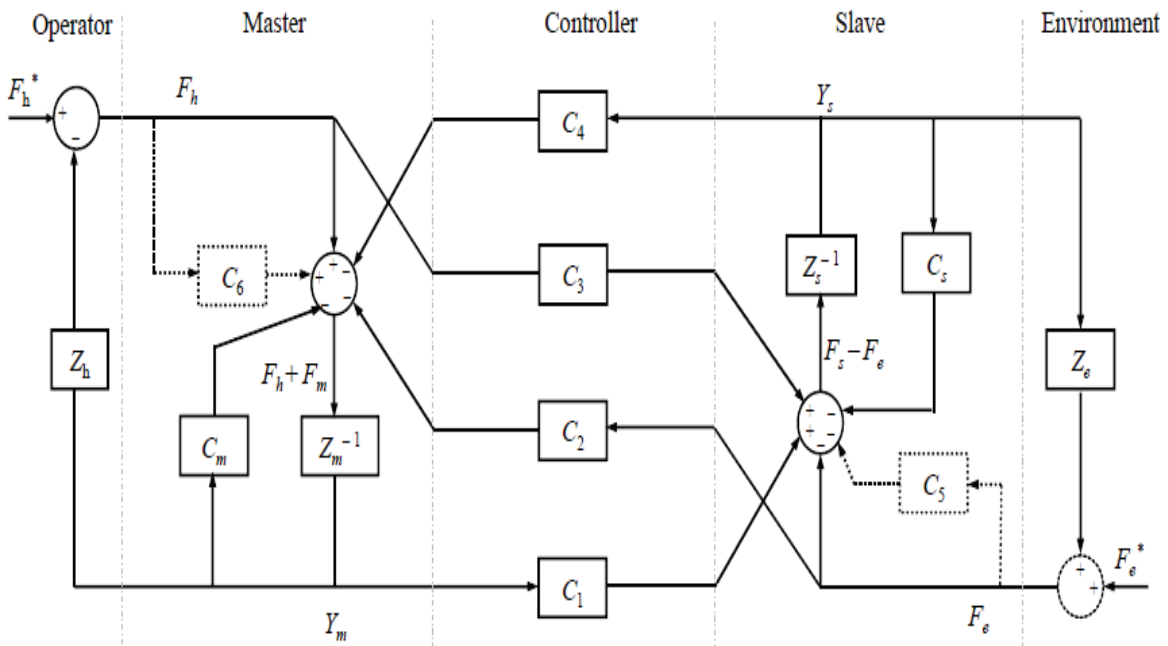 Operator Master Controller Slave Environment
F_h^* + − F_h C_4 Y_s
C_6 + + − + − − C_3 Z_s^{-1} C_s
Z_h F_h+F_m F_s−F_e Z_e
C_m Z_m^{-1} C_2 + − + − − C_5
Y_m C_1 F_e + + F_e^*